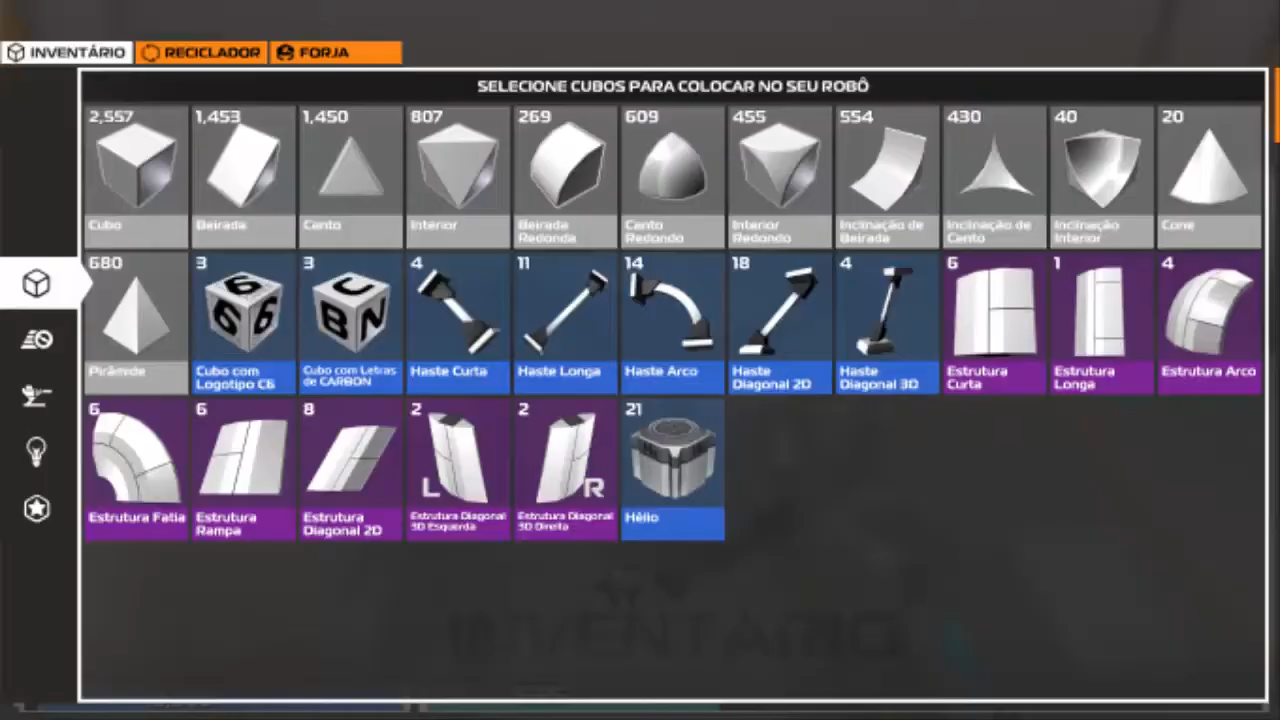 INVENTÁRIO RECICLADOR FORJA
SELECIONE CUBOS PARA COLOCAR NO SEU ROBÔ
2,557 1,453 1,450 807 269 609 455 554 430 40 20
Cubo Beirada Canto Interior Beirada Redonda Canto Redondo Interior Redondo Inclinação de Beirada Inclinação de Canto Inclinação Interior Cone
680 3 3 4 11 14 18 4 6 1 4
6 6 6 C B N
Pirâmide Cubo com Logotipo C6 Cubo com Letras de CARBON Haste Curta Haste Longa Haste Arco Haste Diagonal 2D Haste Diagonal 3D Estrutura Curta Estrutura Longa Estrutura Arco
6 6 8 2 2 21
L R
Estrutura Fatia Estrutura Rampa Estrutura Diagonal 2D Estrutura Diagonal 3D Esquerda Estrutura Diagonal 3D Direita Hélio
INVENTÁRIO